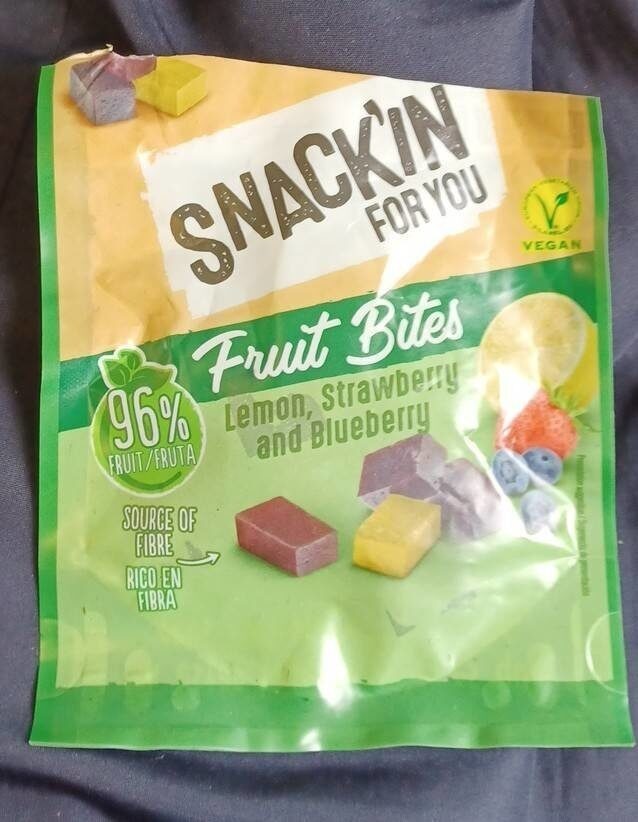 SNACK'IN
FOR YOU
VEGAN
Fruit Bites
Lemon, Strawberry
and Blueberry
96%
FRUIT/FRUTA
SOURCE OF
FIBRE
RICO EN
FIBRA